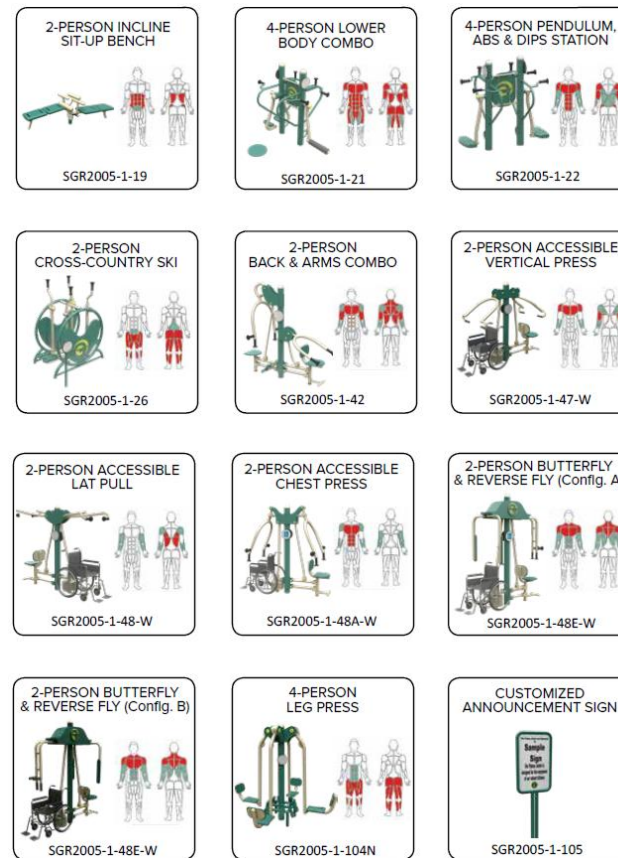 2-PERSON INCLINE
SIT-UP BENCH
SGR2005-1-19
4-PERSON LOWER
BODY COMBO
SGR2005-1-21
4-PERSON PENDULUM,
ABS & DIPS STATION
SGR2005-1-22
2-PERSON
CROSS-COUNTRY SKI
SGR2005-1-26
2-PERSON
BACK & ARMS COMBO
SGR2005-1-42
2-PERSON ACCESSIBLE
VERTICAL PRESS
SGR2005-1-47-W
2-PERSON ACCESSIBLE
LAT PULL
SGR2005-1-48-W
2-PERSON ACCESSIBLE
CHEST PRESS
SGR2005-1-48A-W
2-PERSON BUTTERFLY
& REVERSE FLY (Config. A
SGR2005-1-48E-W
2-PERSON BUTTERFLY
& REVERSE FLY (Config. B)
SGR2005-1-48E-W
4-PERSON
LEG PRESS
SGR2005-1-104N
CUSTOMIZED
ANNOUNCEMENT SIGN
Sample
Sign
SGR2005-1-105